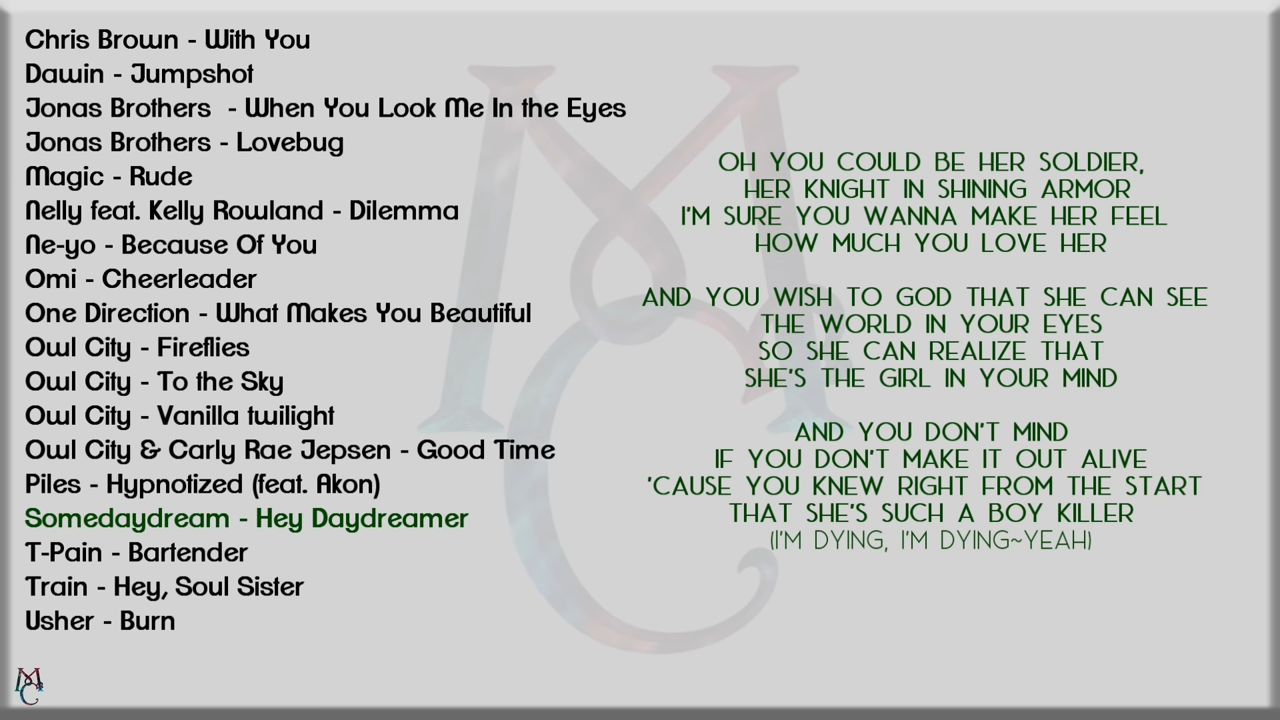 Chris Brown - With You
Dawin - Jumpshot
Jonas Brothers  - When You Look Me In the Eyes
Jonas Brothers - Lovebug
Magic - Rude
Nelly feat. Kelly Rowland - Dilemma
Ne-yo - Because Of You
Omi - Cheerleader
One Direction - What Makes You Beautiful
Owl City - Fireflies
Owl City - To the Sky
Owl City - Vanilla twilight
Owl City & Carly Rae Jepsen - Good Time
Piles - Hypnotized (feat. Akon)
Somedaydream - Hey Daydreamer
T-Pain - Bartender
Train - Hey, Soul Sister
Usher - Burn
OH YOU COULD BE HER SOLDIER,
HER KNIGHT IN SHINING ARMOR
I'M SURE YOU WANNA MAKE HER FEEL
HOW MUCH YOU LOVE HER
AND YOU WISH TO GOD THAT SHE CAN SEE
THE WORLD IN YOUR EYES
SO SHE CAN REALIZE THAT
SHE'S THE GIRL IN YOUR MIND
AND YOU DON'T MIND
IF YOU DON'T MAKE IT OUT ALIVE
'CAUSE YOU KNEW RIGHT FROM THE START
THAT SHE'S SUCH A BOY KILLER
(I'M DYING, I'M DYING~YEAH)
MC
MC